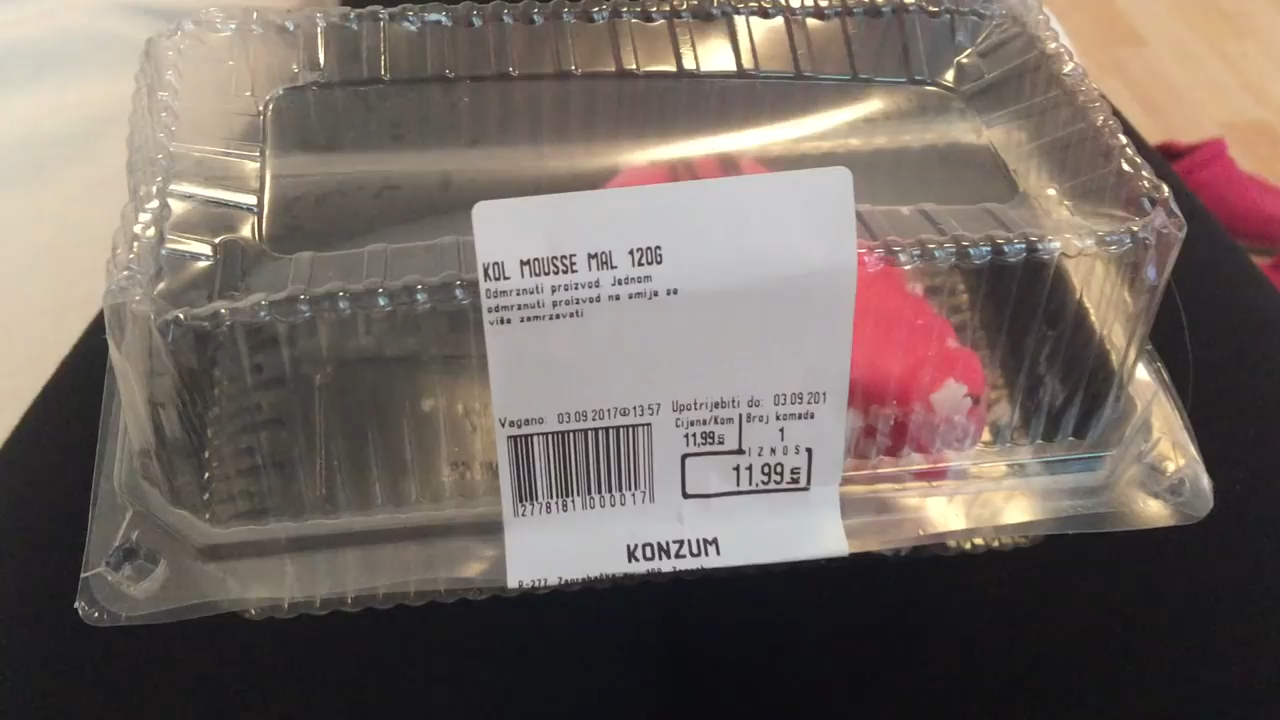 KOL MOUSSE MAL 120G
Odmrznuti proizvod. Jednom
odmrznuti proizvod ne smije se
više zamrzavati
Vagano: 03.09.2017 13:57
Upotrijebiti do: 03.09.201
Cijena/Kom Broj komada
11,99 1
IZNOS
11,99 kn
2778181 000017
KONZUM
P-277